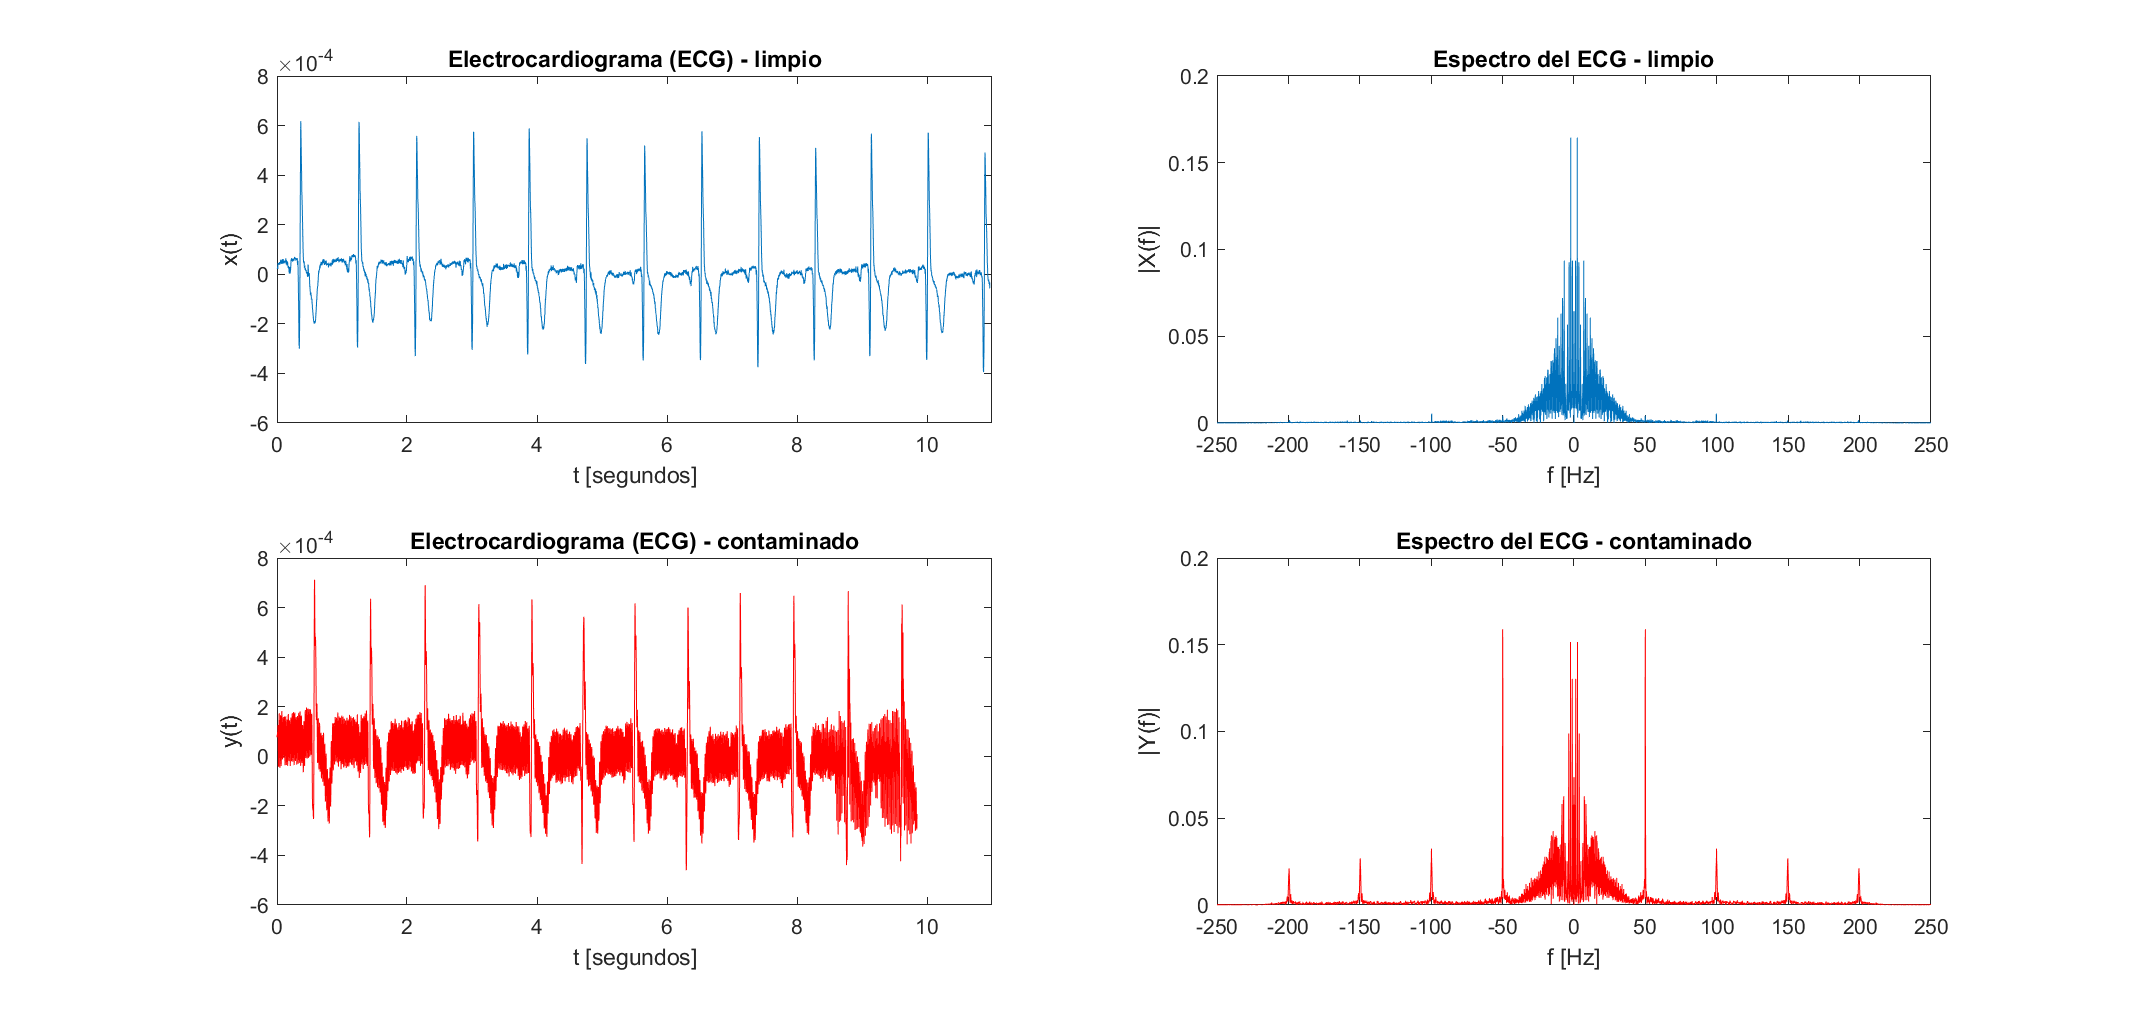 Electrocardiograma (ECG) - limpio
×10-4
8
6
4
2
0
-2
-4
-6
x(t)
0 2 4 6 8 10
t [segundos]
Espectro del ECG - limpio
0.2
0.15
0.1
0.05
0
|X(f)|
-250 -200 -150 -100 -50 0 50 100 150 200 250
f [Hz]
Electrocardiograma (ECG) - contaminado
×10-4
8
6
4
2
0
-2
-4
-6
y(t)
0 2 4 6 8 10
t [segundos]
Espectro del ECG - contaminado
0.2
0.15
0.1
0.05
0
|Y(f)|
-250 -200 -150 -100 -50 0 50 100 150 200 250
f [Hz]